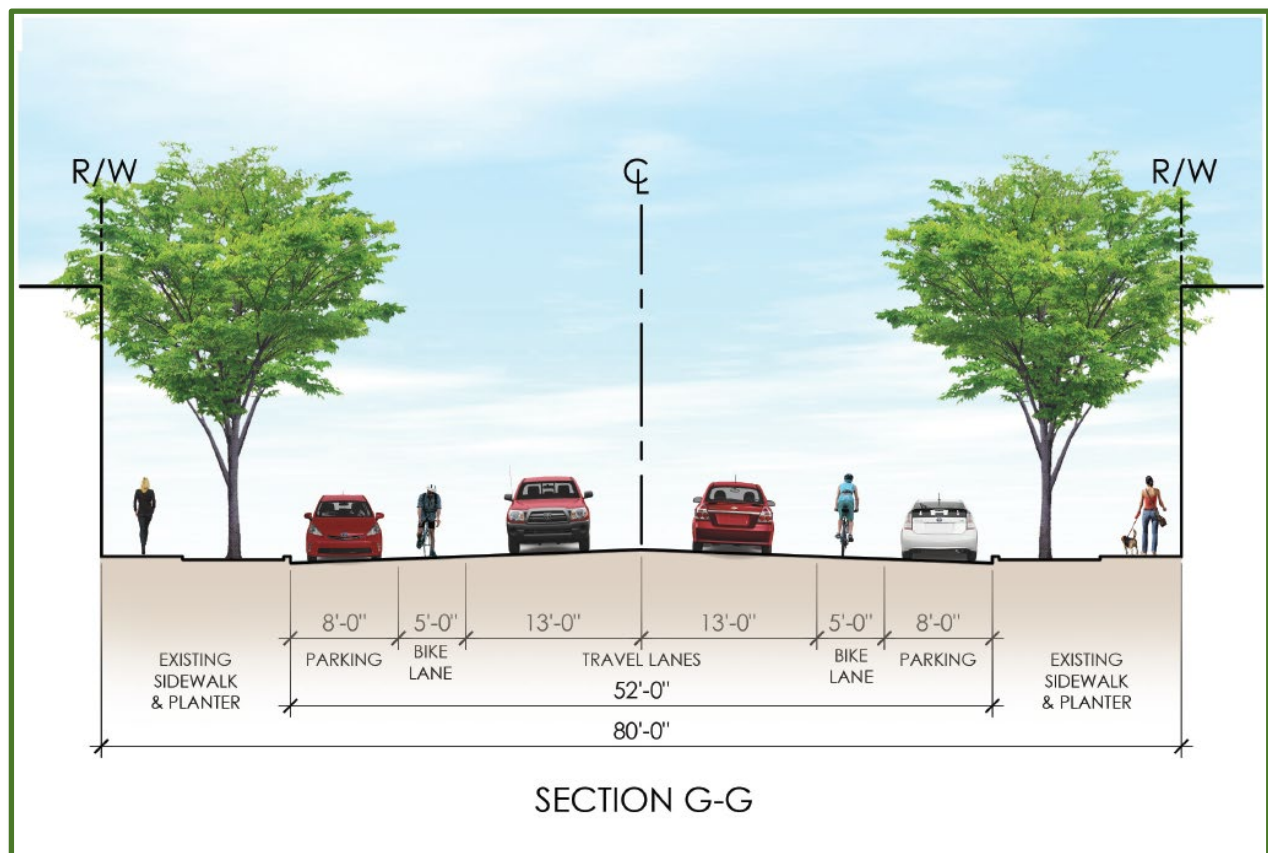 R/W
℄
R/W
8'-0"
5'-0"
13'-0"
13'-0"
5'-0"
8'-0"
EXISTING
SIDEWALK
& PLANTER
PARKING
BIKE
LANE
TRAVEL LANES
BIKE
LANE
PARKING
EXISTING
SIDEWALK
& PLANTER
52'-0"
80'-0"
SECTION G-G